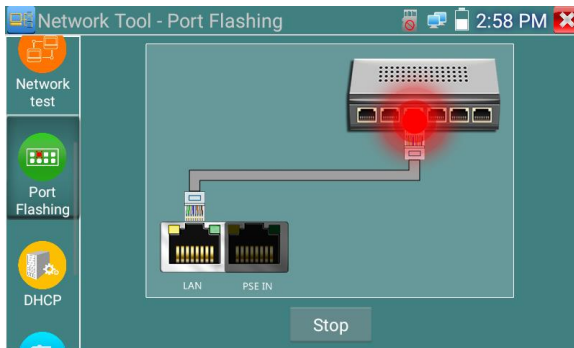 Network Tool - Port Flashing
2:58 PM
Network
test
Port
Flashing
DHCP
LAN
PSE IN
Stop